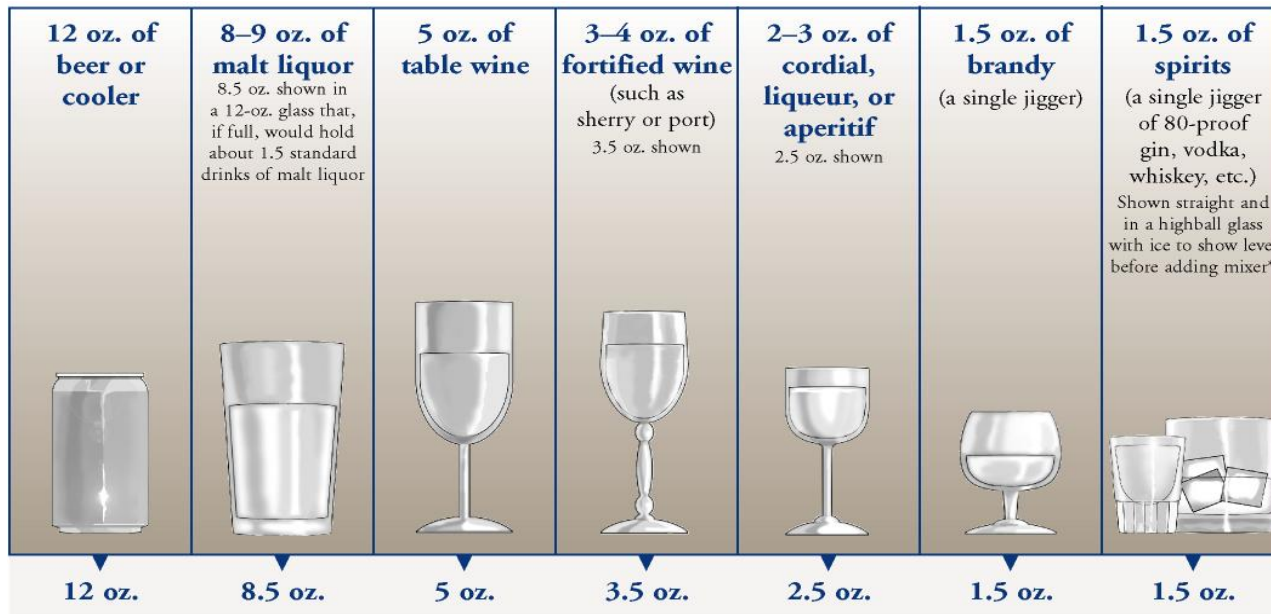 12 oz. of
beer or
cooler
8–9 oz. of
malt liquor
8.5 oz. shown in
a 12-oz. glass that,
if full, would hold
about 1.5 standard
drinks of malt liquor
5 oz. of
table wine
3–4 oz. of
fortified wine
(such as
sherry or port)
3.5 oz. shown
2–3 oz. of
cordial,
liqueur, or
aperitif
2.5 oz. shown
1.5 oz. of
brandy
(a single jigger)
1.5 oz. of
spirits
(a single jigger
of 80-proof
gin, vodka,
whiskey, etc.)
Shown straight and
in a highball glass
with ice to show leve
before adding mixer*
12 oz.
8.5 oz.
5 oz.
3.5 oz.
2.5 oz.
1.5 oz.
1.5 oz.